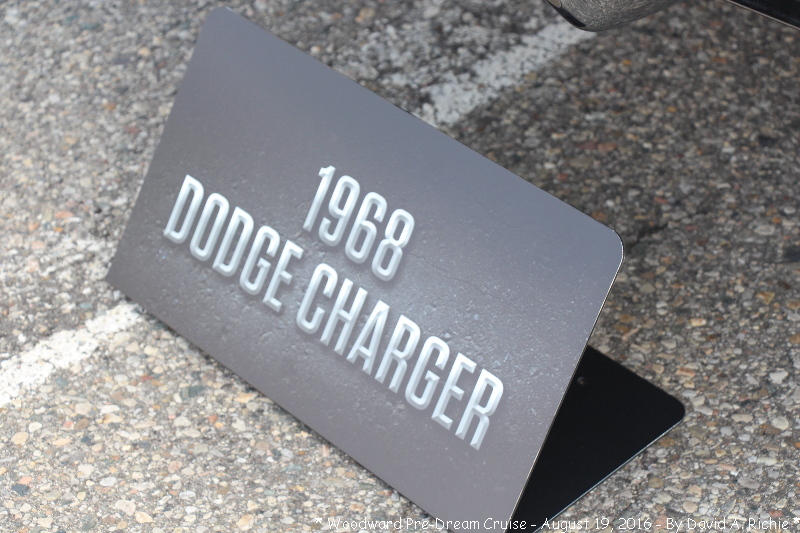 1968
DODGE CHARGER
* Woodward Pre-Dream Cruise - August 19, 2016 - By David A. Richie *